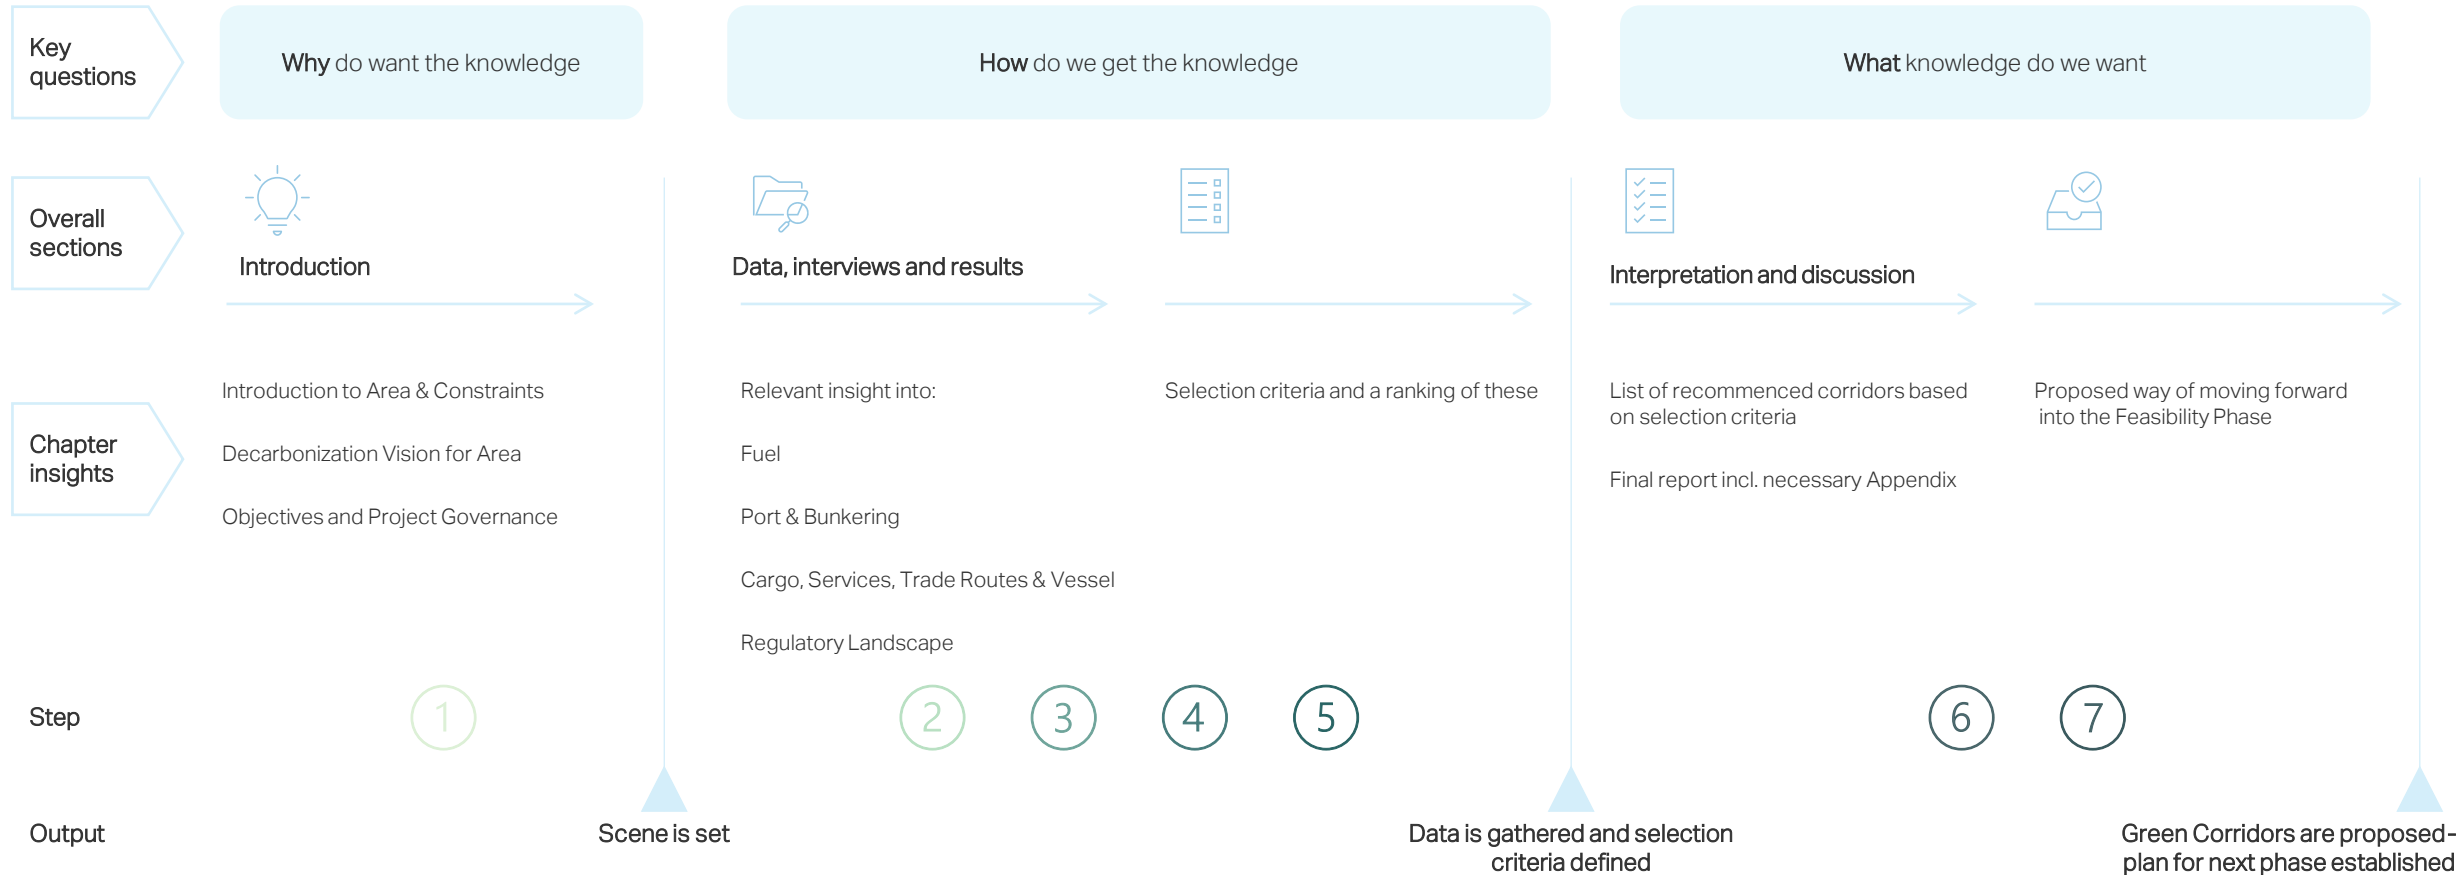 Key
questions
Why do want the knowledge
How do we get the knowledge
What knowledge do we want
Overall
sections
Introduction
Data, interviews and results
Interpretation and discussion
Chapter
insights
Introduction to Area & Constraints
Decarbonization Vision for Area
Objectives and Project Governance
Relevant insight into:
Fuel
Port & Bunkering
Cargo, Services, Trade Routes & Vessel
Regulatory Landscape
Selection criteria and a ranking of these
List of recommenced corridors based
on selection criteria
Final report incl. necessary Appendix
Proposed way of moving forward
into the Feasibility Phase
Step
1
2
3
4
5
6
7
Output
Scene is set
Data is gathered and selection
criteria defined
Green Corridors are proposed-
plan for next phase established